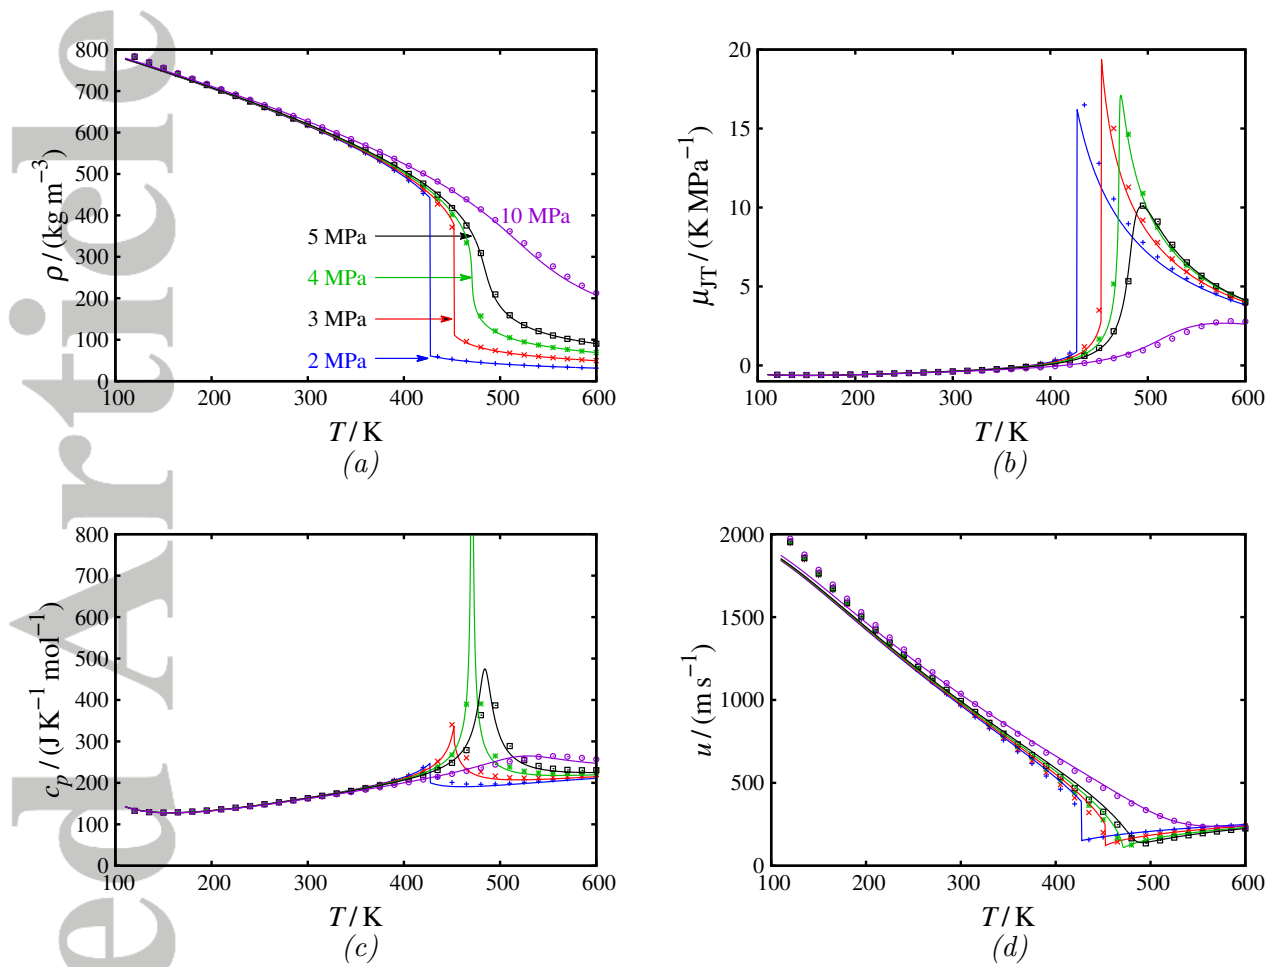 ed Article
800
700
600
500
400
300
200
100
0
ρ / (kg m⁻³)
10 MPa
5 MPa
4 MPa
3 MPa
2 MPa
100 200 300 400 500 600
T / K
(a)
20
15
10
5
0
μJT / (K MPa⁻¹)
100 200 300 400 500 600
T / K
(b)
800
700
600
500
400
300
200
100
0
cp / (J K⁻¹ mol⁻¹)
100 200 300 400 500 600
T / K
(c)
2000
1500
1000
500
0
u / (m s⁻¹)
100 200 300 400 500 600
T / K
(d)